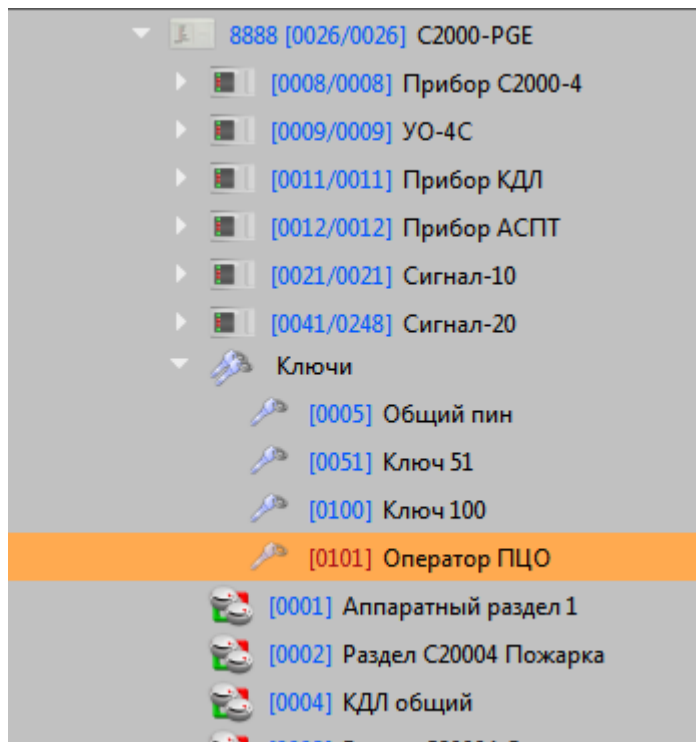 8888 [0026/0026] С2000-PGE
[0008/0008] Прибор С2000-4
[0009/0009] УО-4С
[0011/0011] Прибор КДЛ
[0012/0012] Прибор АСПТ
[0021/0021] Сигнал-10
[0041/0248] Сигнал-20
Ключи
[0005] Общий пин
[0051] Ключ 51
[0100] Ключ 100
[0101] Оператор ПЦО
[0001] Аппаратный раздел 1
[0002] Раздел С20004 Пожарка
[0004] КДЛ общий